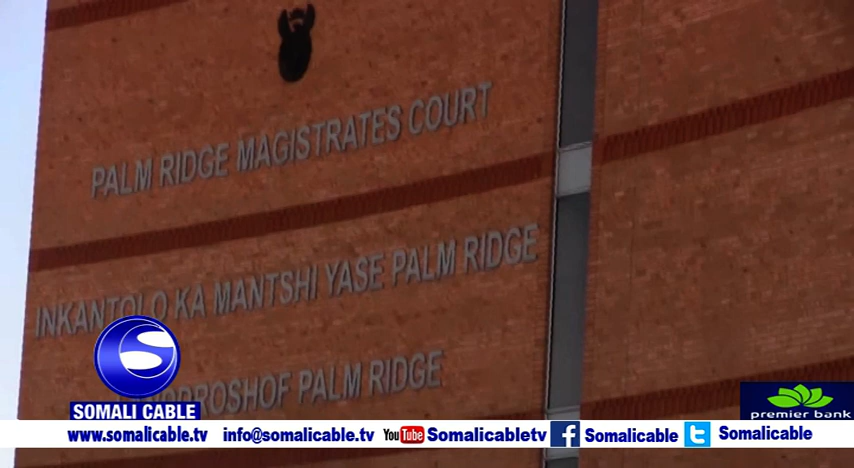 PALM RIDGE MAGISTRATES COURT
INKANTOLO KA MANTSHI YASE PALM RIDGE
PALM RIDGE
SOMALI CABLE
premier bank
www.somalicable.tv info@somalicable.tv YouTube Somalicabletv f Somalicable Somalicable